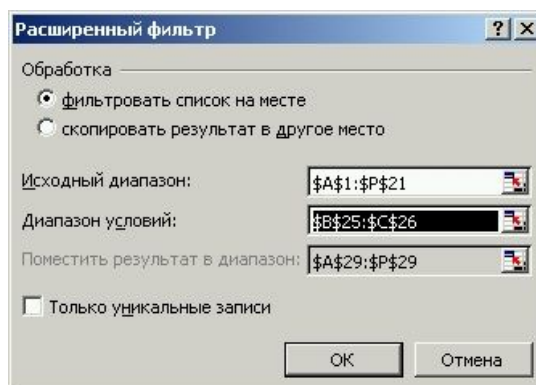 Расширенный фильтр
Обработка
фильтровать список на месте
скопировать результат в другое место
Исходный диапазон: $A$1:$P$21
Диапазон условий: $B$25:$C$26
Поместить результат в диапазон: $A$29:$P$29
Только уникальные записи
ОК Отмена